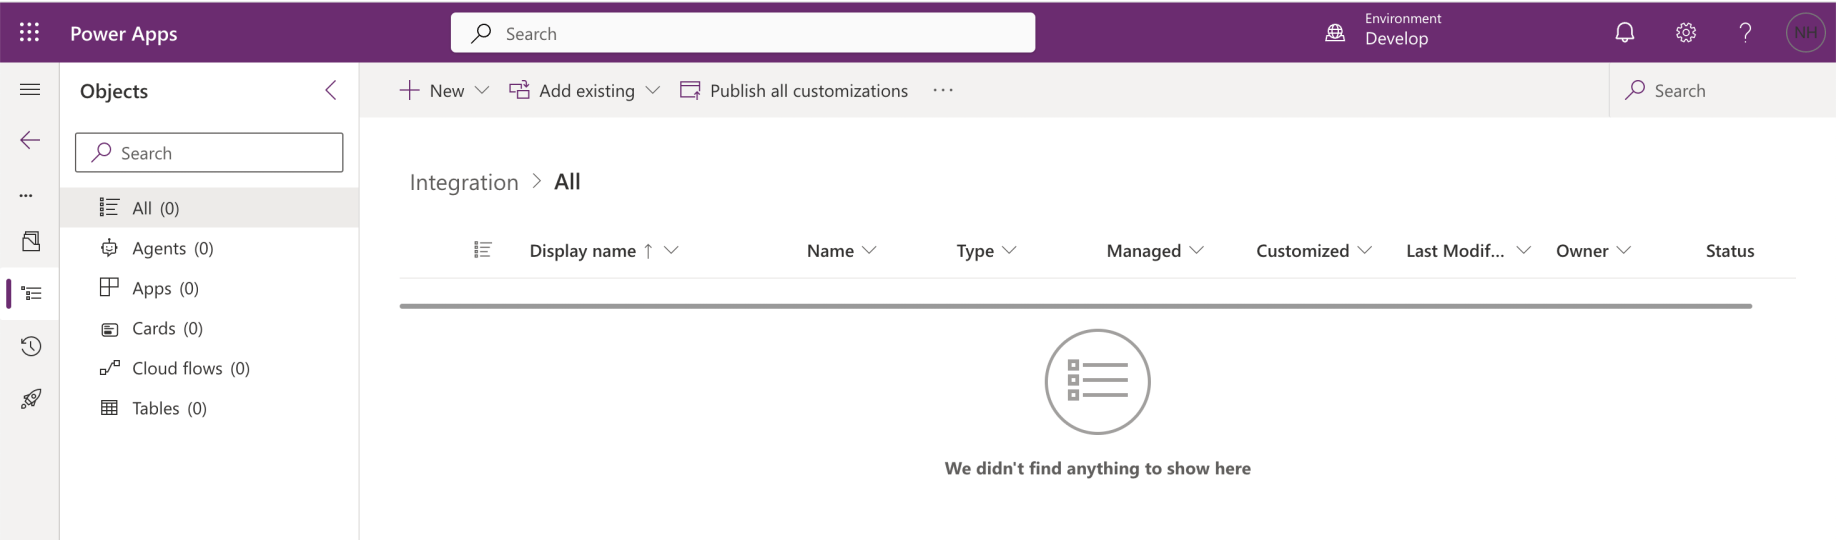 Power Apps
Search
Environment
Develop
NH
Objects
New
Add existing
Publish all customizations
Search
Search
Integration > All
All (0)
Agents (0)
Apps (0)
Cards (0)
Cloud flows (0)
Tables (0)
Display name ↑ Name Type Managed Customized Last Modif... Owner Status
We didn't find anything to show here